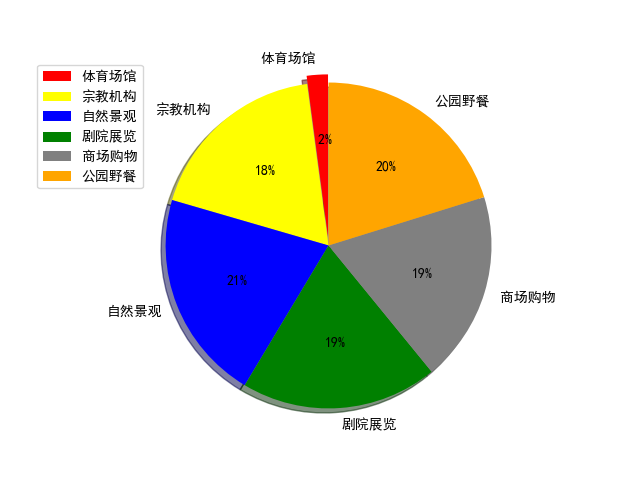 体育场馆
宗教机构
自然景观
剧院展览
商场购物
公园野餐
体育场馆
2%
宗教机构
18%
自然景观
21%
剧院展览
19%
商场购物
19%
公园野餐
20%